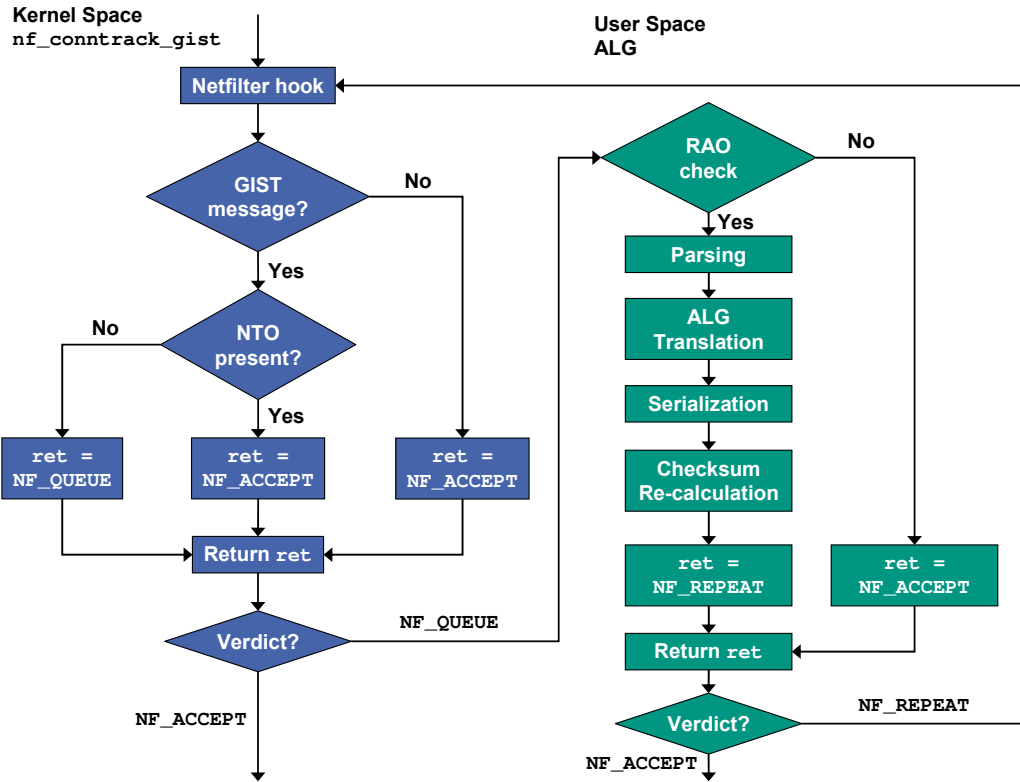 Kernel Space
nf_conntrack_gist
User Space
ALG
Netfilter hook
GIST
message?
No
Yes
NTO
present?
No
Yes
ret =
NF_QUEUE
ret =
NF_ACCEPT
ret =
NF_ACCEPT
Return ret
Verdict?
NF_QUEUE
NF_ACCEPT
RAO
check
No
Yes
Parsing
ALG
Translation
Serialization
Checksum
Re-calculation
ret =
NF_REPEAT
ret =
NF_ACCEPT
Return ret
Verdict?
NF_REPEAT
NF_ACCEPT